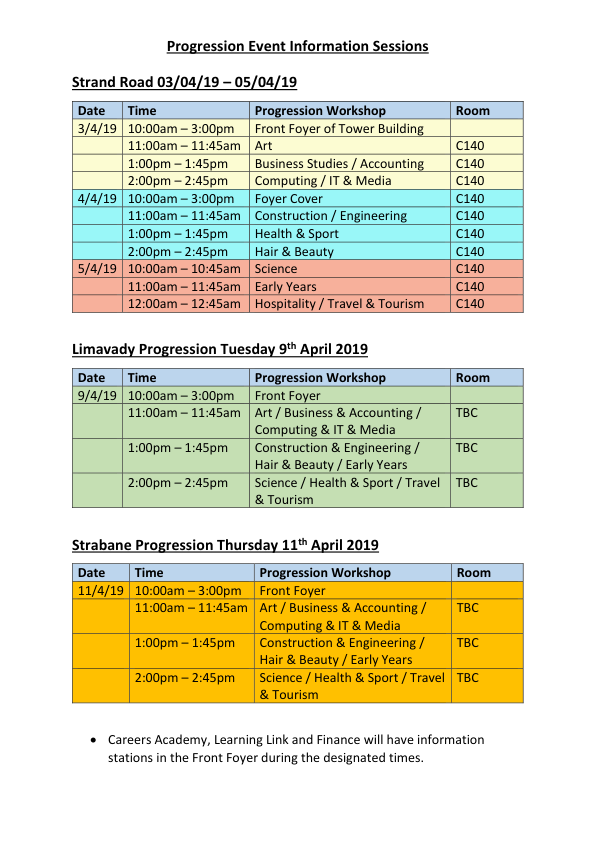 Progression Event Information Sessions
Strand Road 03/04/19 – 05/04/19
Date Time Progression Workshop Room
3/4/19 10:00am – 3:00pm Front Foyer of Tower Building
11:00am – 11:45am Art C140
1:00pm – 1:45pm Business Studies / Accounting C140
2:00pm – 2:45pm Computing / IT & Media C140
4/4/19 10:00am – 3:00pm Foyer Cover C140
11:00am – 11:45am Construction / Engineering C140
1:00pm – 1:45pm Health & Sport C140
2:00pm – 2:45pm Hair & Beauty C140
5/4/19 10:00am – 10:45am Science C140
11:00am – 11:45am Early Years C140
12:00am – 12:45am Hospitality / Travel & Tourism C140
Limavady Progression Tuesday 9th April 2019
Date Time Progression Workshop Room
9/4/19 10:00am – 3:00pm Front Foyer
11:00am – 11:45am Art / Business & Accounting / TBC
Computing & IT & Media
1:00pm – 1:45pm Construction & Engineering / TBC
Hair & Beauty / Early Years
2:00pm – 2:45pm Science / Health & Sport / Travel TBC
& Tourism
Strabane Progression Thursday 11th April 2019
Date Time Progression Workshop Room
11/4/19 10:00am – 3:00pm Front Foyer
11:00am – 11:45am Art / Business & Accounting / TBC
Computing & IT & Media
1:00pm – 1:45pm Construction & Engineering / TBC
Hair & Beauty / Early Years
2:00pm – 2:45pm Science / Health & Sport / Travel TBC
& Tourism
• Careers Academy, Learning Link and Finance will have information
stations in the Front Foyer during the designated times.